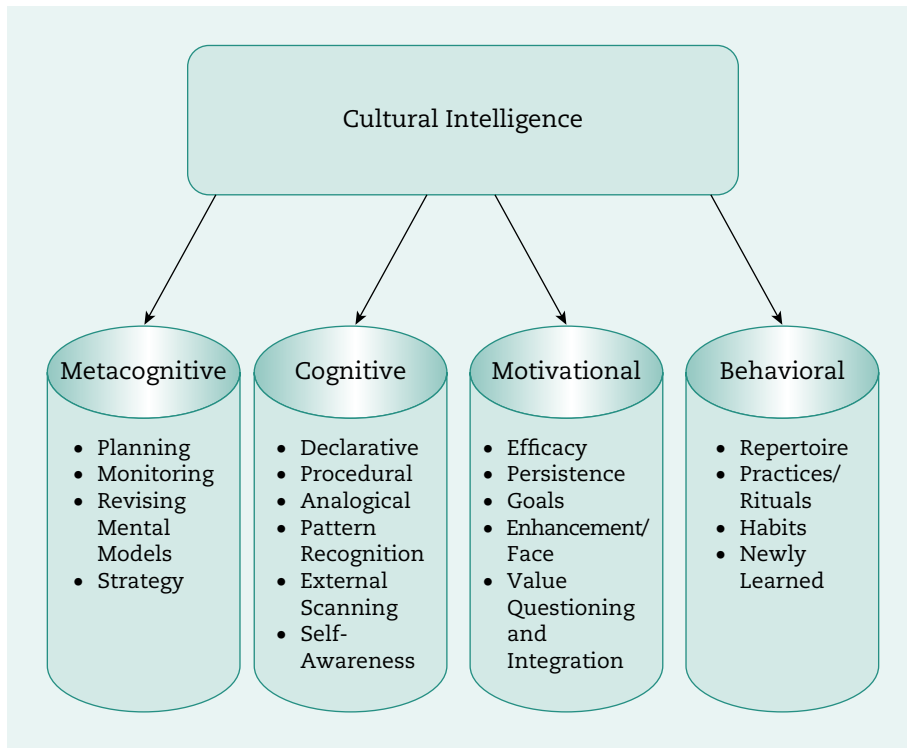 Cultural Intelligence
Metacognitive
• Planning
• Monitoring
• Revising
Mental
Models
• Strategy
Cognitive
• Declarative
• Procedural
• Analogical
• Pattern
Recognition
• External
Scanning
• Self-
Awareness
Motivational
• Efficacy
• Persistence
• Goals
• Enhancement/
Face
• Value
Questioning
and
Integration
Behavioral
• Repertoire
• Practices/
Rituals
• Habits
• Newly
Learned